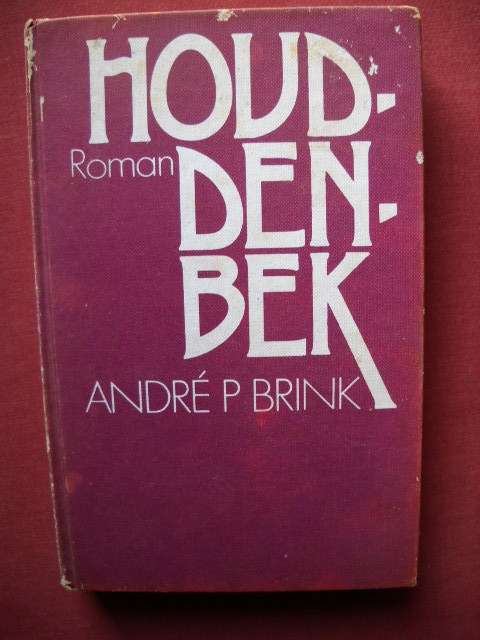 HOUD-
Roman
DEN-
BEK
ANDRÉ P BRINK